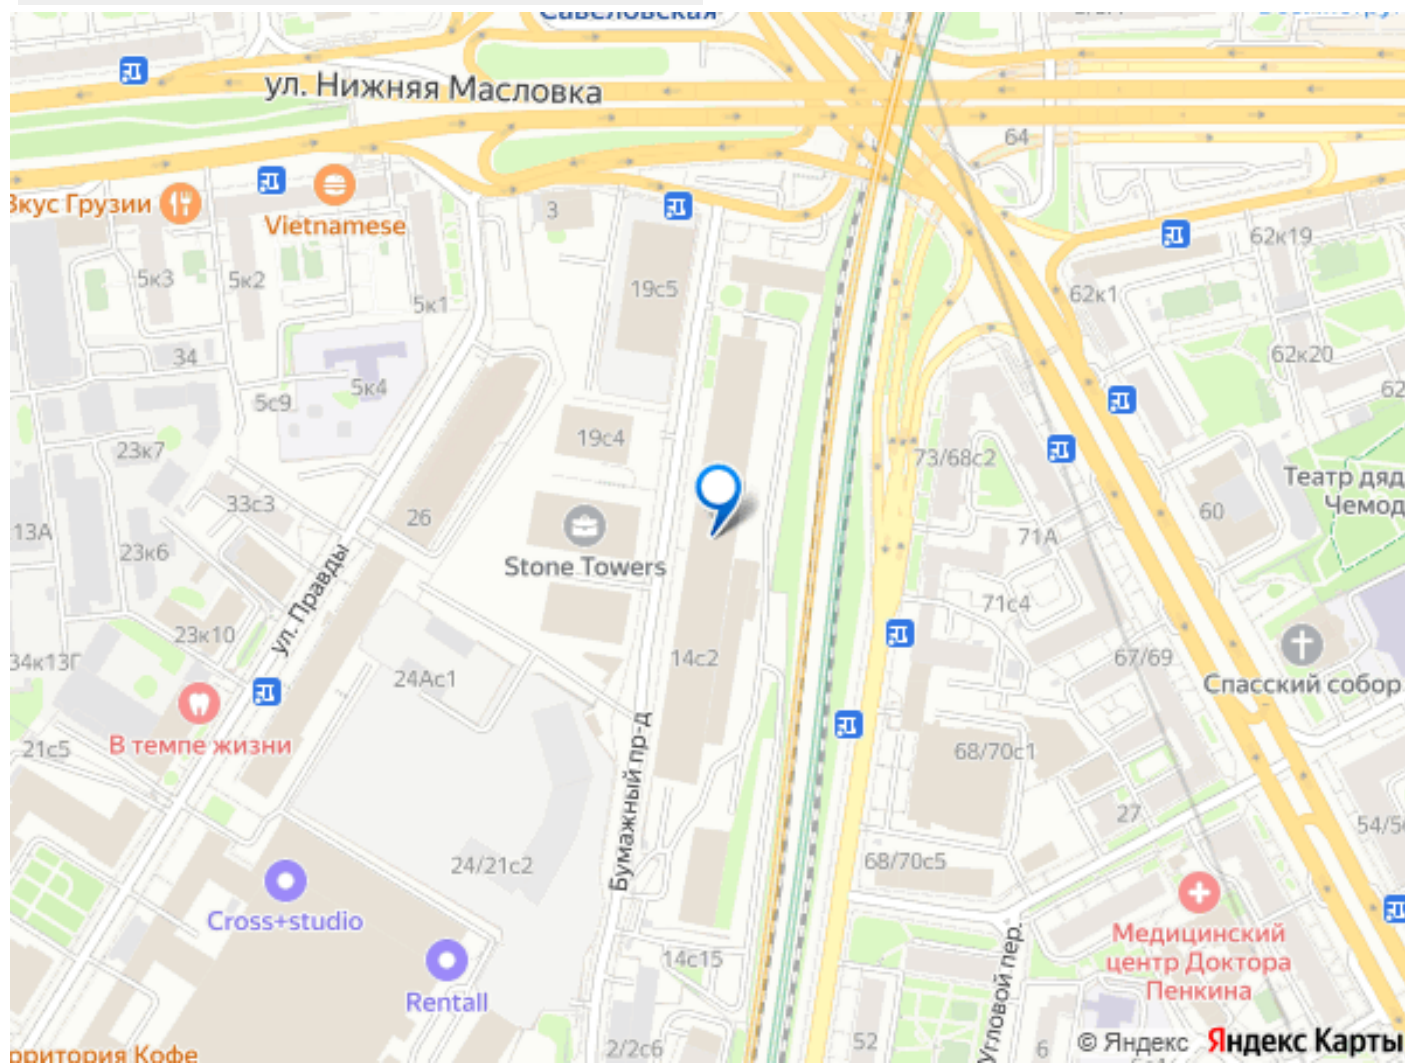 Савеловская
ул. Нижняя Масловка
64
Вкус Грузии
Vietnamese
3
62к19
5к3
5к2
5к1
19с5
62к1
34
5к4
5с9
62к20
62
23к7
19с4
73/68с2
Театр дяд
Чемод
33с3
26
60
13А
23к6
Stone Towers
71А
ул. Правды
71с4
23к10
34к13Г
14с2
67/69
24Ас1
Спасский собор
21с5
В темпе жизни
Бумажный пр-д
68/70с1
27
54/5
24/21с2
68/70с5
Cross+studio
Медицинский
центр Доктора
Пенкина
14с15
Rentall
Угловой пер.
рритория Кофе
2/2с6
52
6
© Яндекс Яндекс Карты